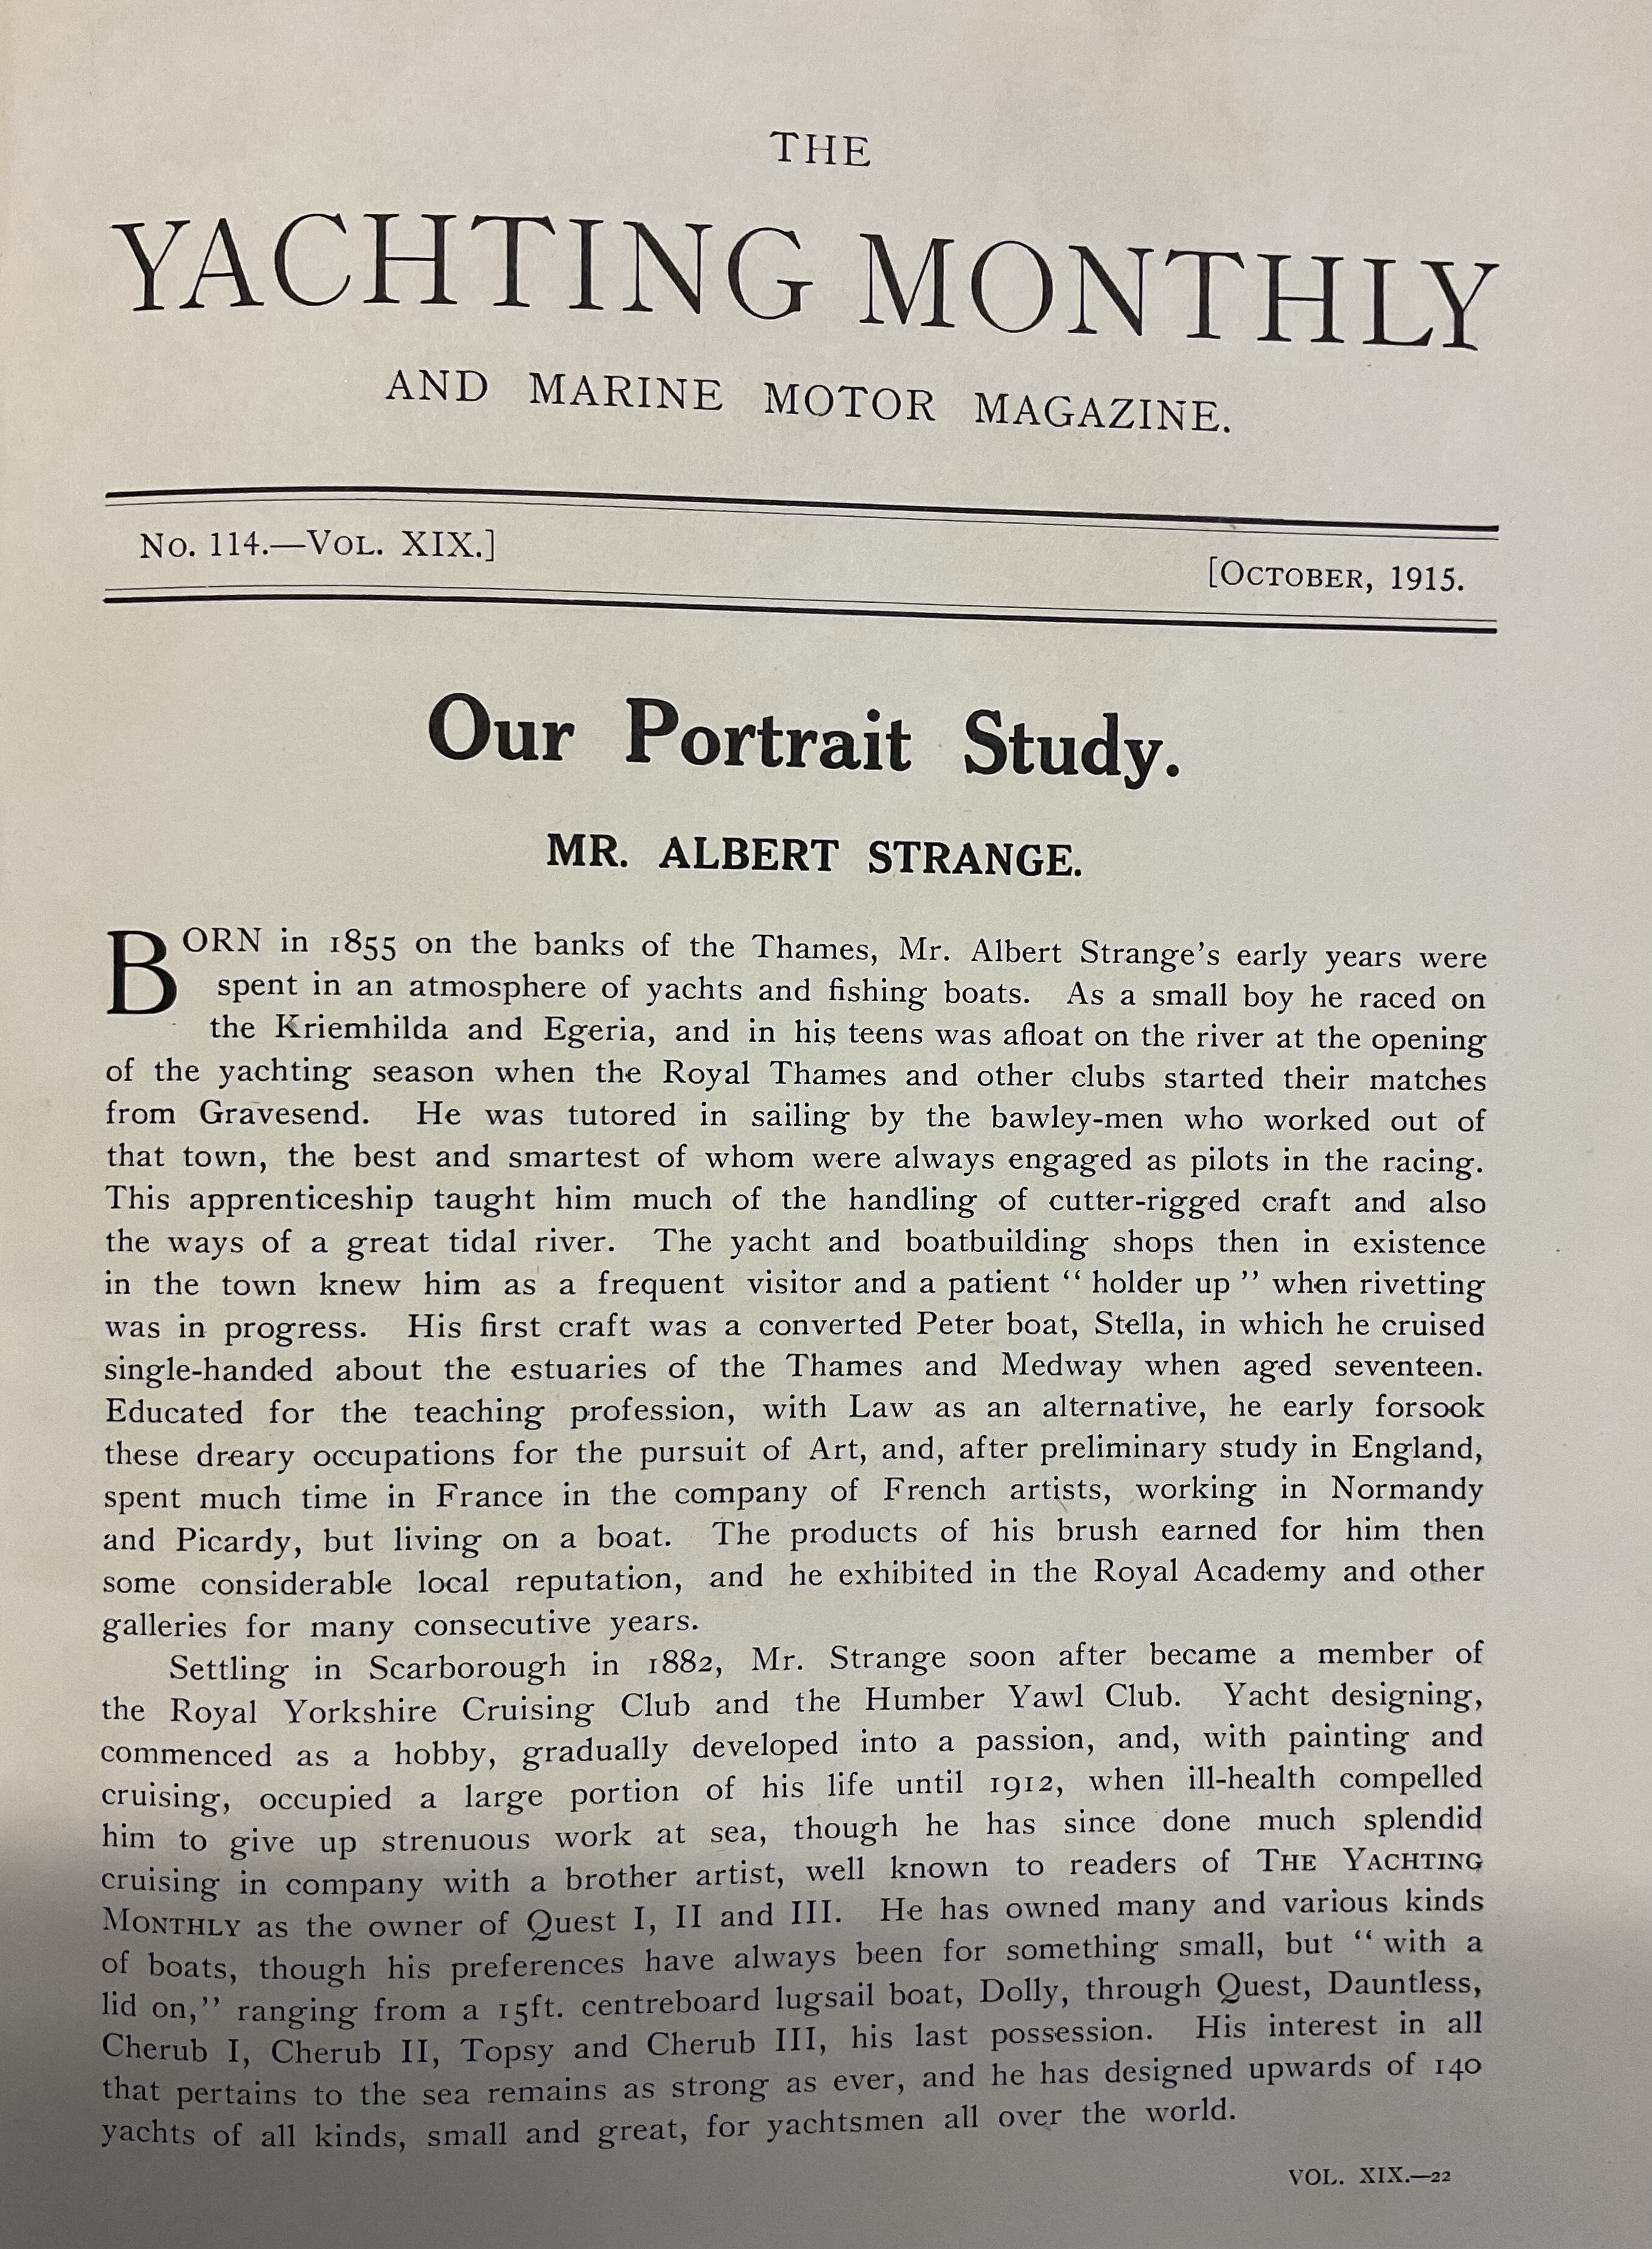 THE
YACHTING MONTHLY
AND MARINE MOTOR MAGAZINE.
No. 114.—Vol. XIX.]
[October, 1915.
Our Portrait Study.
MR. ALBERT STRANGE.
BORN in 1855 on the banks of the Thames, Mr. Albert Strange's early years were
spent in an atmosphere of yachts and fishing boats. As a small boy he raced on
the Kriemhilda and Egeria, and in his teens was afloat on the river at the opening
of the yachting season when the Royal Thames and other clubs started their matches
from Gravesend. He was tutored in sailing by the bawley-men who worked out of
that town, the best and smartest of whom were always engaged as pilots in the racing.
This apprenticeship taught him much of the handling of cutter-rigged craft and also
the ways of a great tidal river. The yacht and boatbuilding shops then in existence
in the town knew him as a frequent visitor and a patient “ holder up ” when rivetting
was in progress. His first craft was a converted Peter boat, Stella, in which he cruised
single-handed about the estuaries of the Thames and Medway when aged seventeen.
Educated for the teaching profession, with Law as an alternative, he early forsook
these dreary occupations for the pursuit of Art, and, after preliminary study in England,
spent much time in France in the company of French artists, working in Normandy
and Picardy, but living on a boat. The products of his brush earned for him then
some considerable local reputation, and he exhibited in the Royal Academy and other
galleries for many consecutive years.
Settling in Scarborough in 1882, Mr. Strange soon after became a member of
the Royal Yorkshire Cruising Club and the Humber Yawl Club. Yacht designing,
commenced as a hobby, gradually developed into a passion, and, with painting and
cruising, occupied a large portion of his life until 1912, when ill-health compelled
him to give up strenuous work at sea, though he has since done much splendid
cruising in company with a brother artist, well known to readers of The Yachting
Monthly as the owner of Quest I, II and III. He has owned many and various kinds
of boats, though his preferences have always been for something small, but “ with a
lid on,” ranging from a 15ft. centreboard lugsail boat, Dolly, through Quest, Dauntless,
Cherub I, Cherub II, Topsy and Cherub III, his last possession. His interest in all
that pertains to the sea remains as strong as ever, and he has designed upwards of 140
yachts of all kinds, small and great, for yachtsmen all over the world.
VOL. XIX.—22